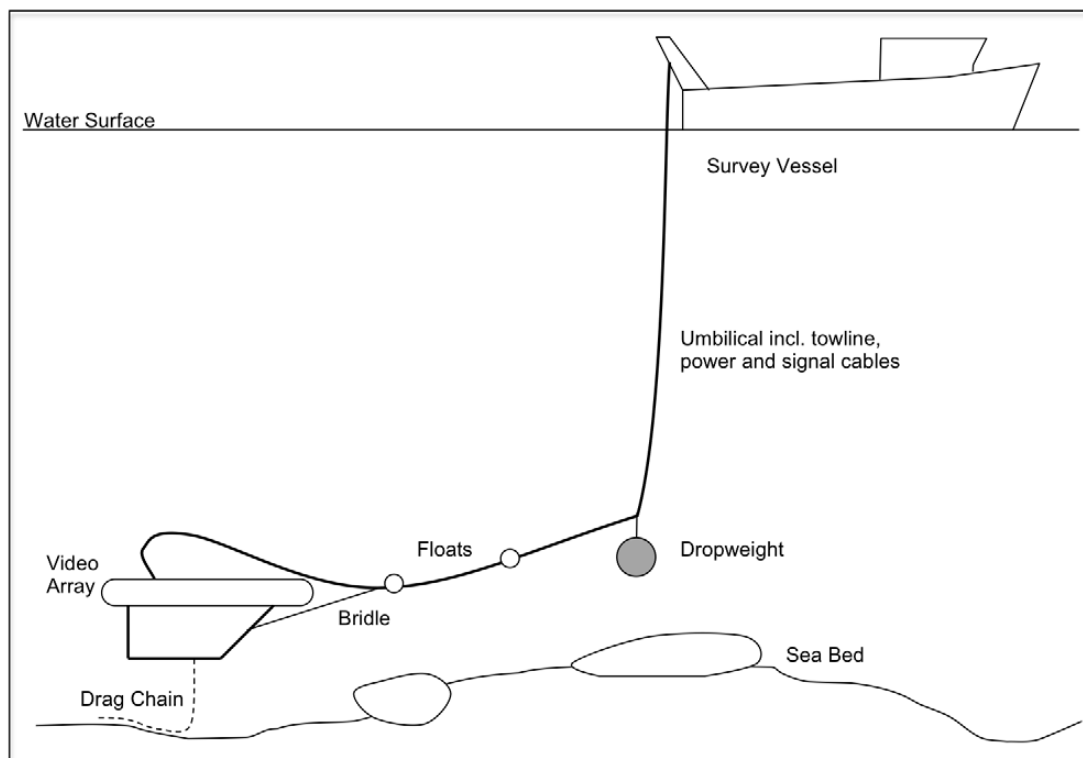 Water Surface
Survey Vessel
Umbilical incl. towline,
power and signal cables
Floats
Dropweight
Video
Array
Bridle
Sea Bed
Drag Chain